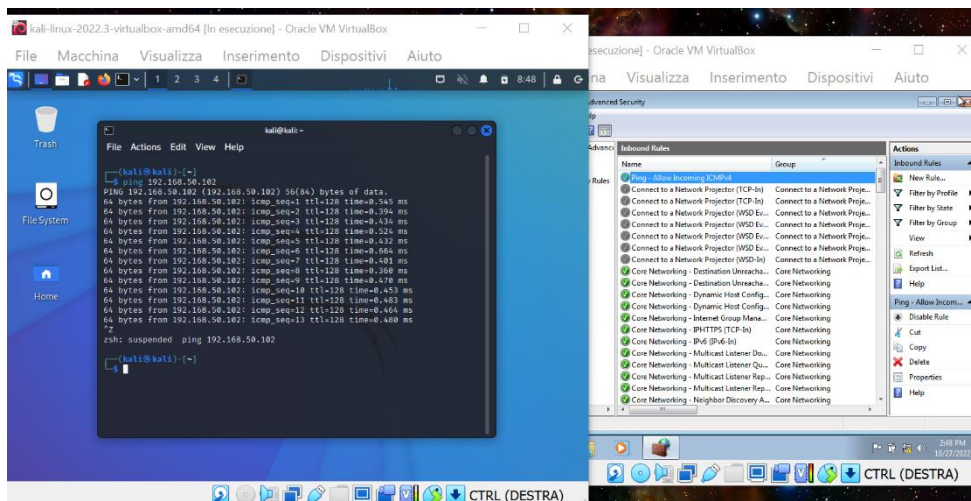 kali-linux-2022.3-virtualbox-amd64 [In esecuzione] - Oracle VM VirtualBox
File Macchina Visualizza Inserimento Dispositivi Aiuto
1 2 3 4
8:48
Trash
File System
Home
kali@kali: ~
File Actions Edit View Help
(kali㉿kali)-[~]
$ ping 192.168.50.102
PING 192.168.50.102 (192.168.50.102) 56(84) bytes of data.
64 bytes from 192.168.50.102: icmp_seq=1 ttl=128 time=0.545 ms
64 bytes from 192.168.50.102: icmp_seq=2 ttl=128 time=0.394 ms
64 bytes from 192.168.50.102: icmp_seq=3 ttl=128 time=0.434 ms
64 bytes from 192.168.50.102: icmp_seq=4 ttl=128 time=0.524 ms
64 bytes from 192.168.50.102: icmp_seq=5 ttl=128 time=0.432 ms
64 bytes from 192.168.50.102: icmp_seq=6 ttl=128 time=0.664 ms
64 bytes from 192.168.50.102: icmp_seq=7 ttl=128 time=0.401 ms
64 bytes from 192.168.50.102: icmp_seq=8 ttl=128 time=0.360 ms
64 bytes from 192.168.50.102: icmp_seq=9 ttl=128 time=0.470 ms
64 bytes from 192.168.50.102: icmp_seq=10 ttl=128 time=0.453 ms
64 bytes from 192.168.50.102: icmp_seq=11 ttl=128 time=0.483 ms
64 bytes from 192.168.50.102: icmp_seq=12 ttl=128 time=0.464 ms
64 bytes from 192.168.50.102: icmp_seq=13 ttl=128 time=0.480 ms
^Z
zsh: suspended ping 192.168.50.102
(kali㉿kali)-[~]
$
CTRL (DESTRA)
esecuzione] - Oracle VM VirtualBox
na Visualizza Inserimento Dispositivi Aiuto
dvanced Security
lp
Advanc
Rules
Inbound Rules
Name Group
Ping - Allow Incoming ICMPv4
Connect to a Network Projector (TCP-In) Connect to a Network Proje...
Connect to a Network Projector (TCP-In) Connect to a Network Proje...
Connect to a Network Projector (WSD Ev... Connect to a Network Proje...
Connect to a Network Projector (WSD Ev... Connect to a Network Proje...
Connect to a Network Projector (WSD Ev... Connect to a Network Proje...
Connect to a Network Projector (WSD Ev... Connect to a Network Proje...
Connect to a Network Projector (WSD-In) Connect to a Network Proje...
Core Networking - Destination Unreacha... Core Networking
Core Networking - Destination Unreacha... Core Networking
Core Networking - Dynamic Host Config... Core Networking
Core Networking - Dynamic Host Config... Core Networking
Core Networking - Internet Group Mana... Core Networking
Core Networking - IPHTTPS (TCP-In) Core Networking
Core Networking - IPv6 (IPv6-In) Core Networking
Core Networking - Multicast Listener Do... Core Networking
Core Networking - Multicast Listener Qu... Core Networking
Core Networking - Multicast Listener Rep... Core Networking
Core Networking - Multicast Listener Rep... Core Networking
Core Networking - Neighbor Discovery A... Core Networking
Actions
Inbound Rules
New Rule...
Filter by Profile
Filter by State
Filter by Group
View
Refresh
Export List...
Help
Ping - Allow Incom...
Disable Rule
Cut
Copy
Delete
Properties
Help
2:48 PM
10/27/2022
CTRL (DESTRA)